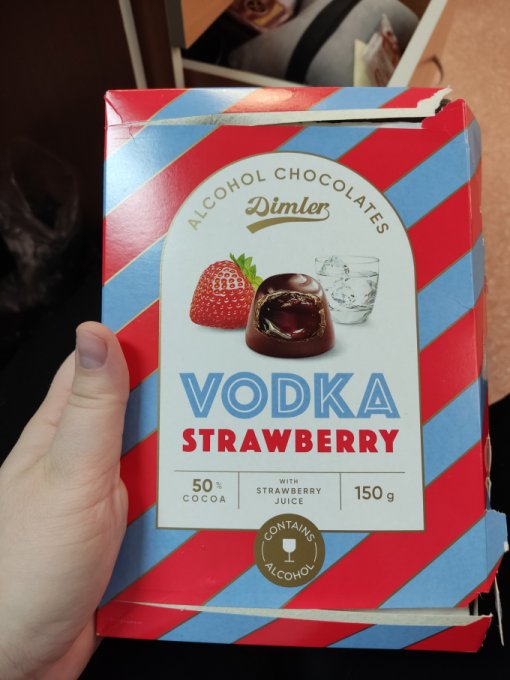 ALCOHOL CHOCOLATES
Dimler
VODKA
STRAWBERRY
50%
COCOA
WITH
STRAWBERRY
JUICE
150 g
CONTAINS
ALCOHOL